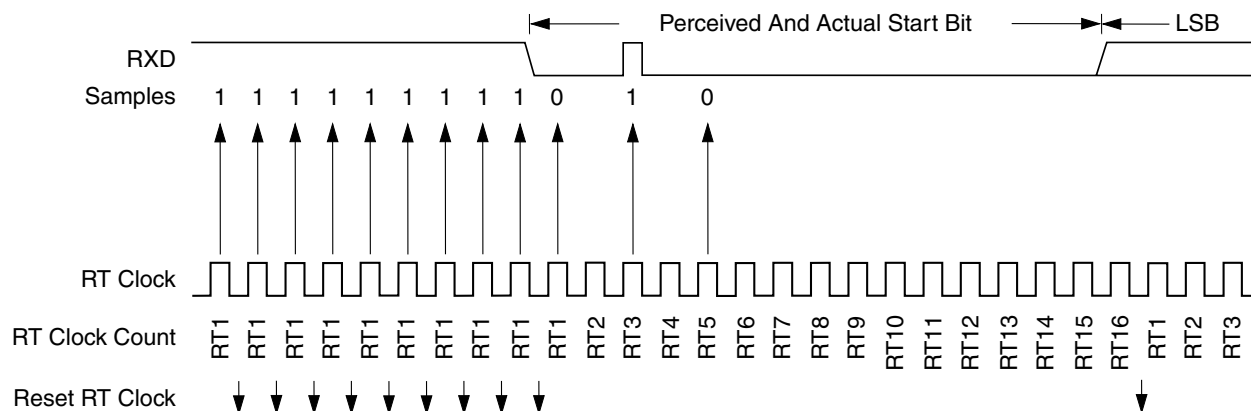 Perceived And Actual Start Bit LSB
RXD
Samples 1 1 1 1 1 1 1 1 1 0 1 0
RT Clock
RT Clock Count RT1 RT1 RT1 RT1 RT1 RT1 RT1 RT1 RT1 RT1 RT2 RT3 RT4 RT5 RT6 RT7 RT8 RT9 RT10 RT11 RT12 RT13 RT14 RT15 RT16 RT1 RT2 RT3
Reset RT Clock